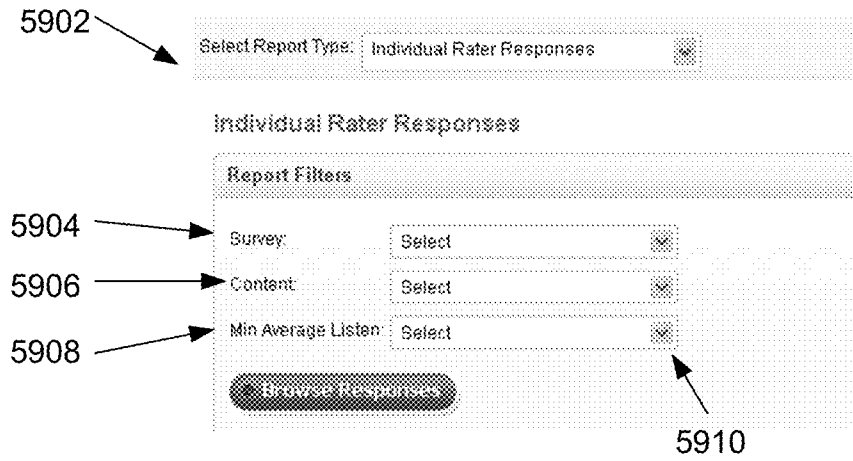 5902
Select Report Type: Individual Rater Responses
Individual Rater Responses
Report Filters
5904 Survey: Select
5906 Content: Select
5908 Min Average Listen: Select
Browse Responses
5910